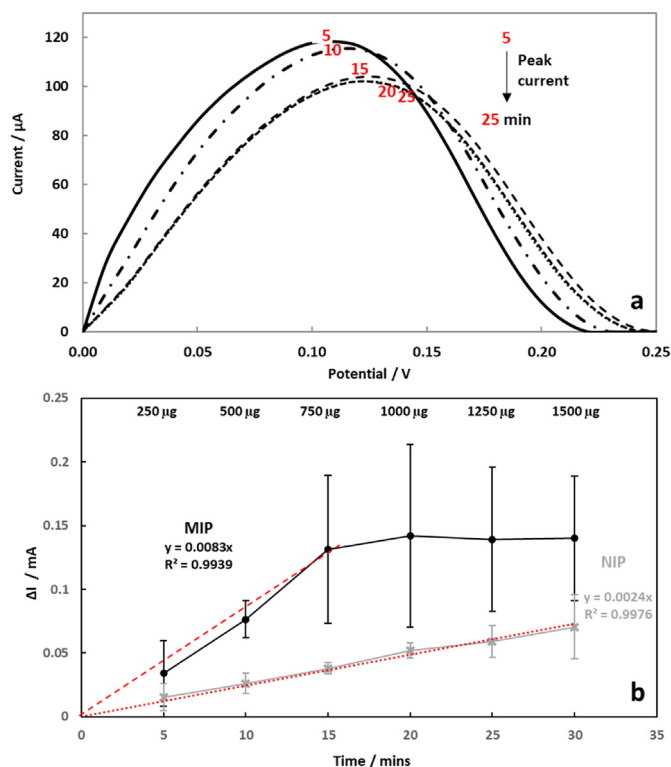 120
100
80
60
40
20
0
Current / µA
5
10
15
20
25
5
Peak
current
25 min
a
0.00
0.05
0.10
0.15
0.20
0.25
Potential / V
0.25
0.2
0.15
0.1
0.05
0
ΔI / mA
250 µg
500 µg
750 µg
1000 µg
1250 µg
1500 µg
MIP
y = 0.0083x
R² = 0.9939
NIP
y = 0.0024x
R² = 0.9976
b
0
5
10
15
20
25
30
35
Time / mins